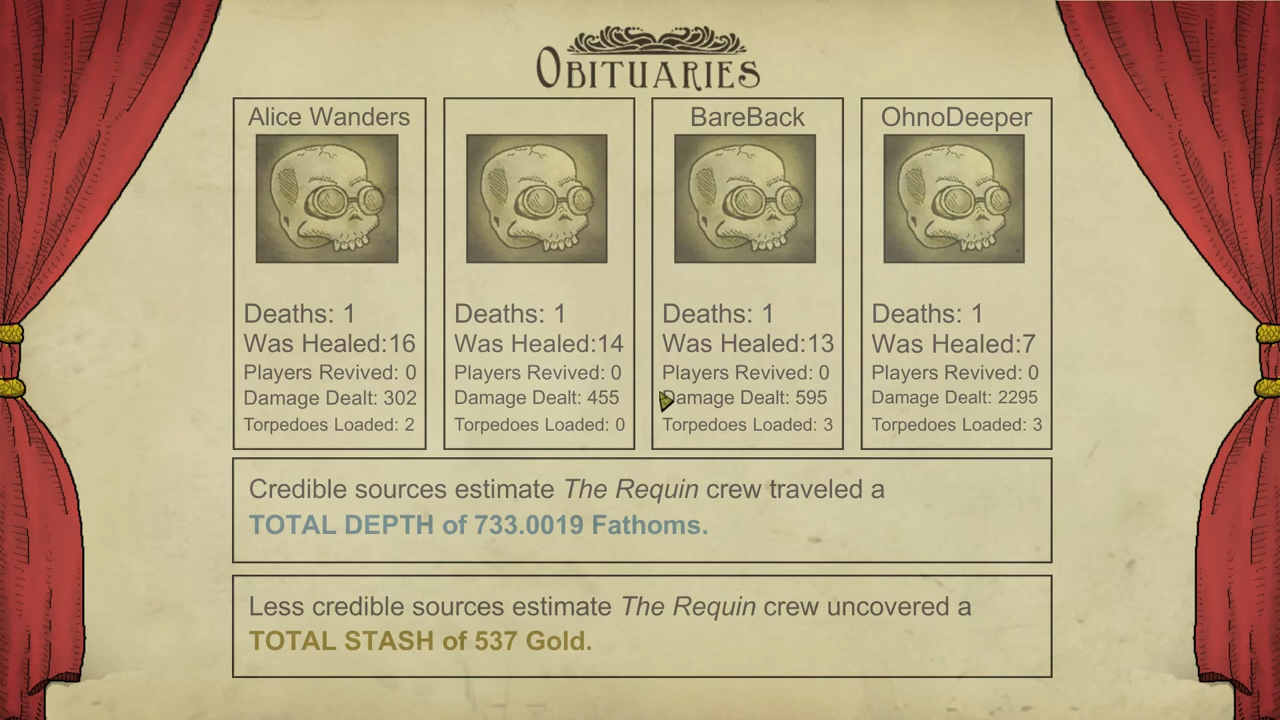 OBITUARIES
Alice Wanders
Deaths: 1
Was Healed:16
Players Revived: 0
Damage Dealt: 302
Torpedoes Loaded: 2
Deaths: 1
Was Healed:14
Players Revived: 0
Damage Dealt: 455
Torpedoes Loaded: 0
BareBack
Deaths: 1
Was Healed:13
Players Revived: 0
Damage Dealt: 595
Torpedoes Loaded: 3
OhnoDeeper
Deaths: 1
Was Healed:7
Players Revived: 0
Damage Dealt: 2295
Torpedoes Loaded: 3
Credible sources estimate The Requin crew traveled a
TOTAL DEPTH of 733.0019 Fathoms.
Less credible sources estimate The Requin crew uncovered a
TOTAL STASH of 537 Gold.